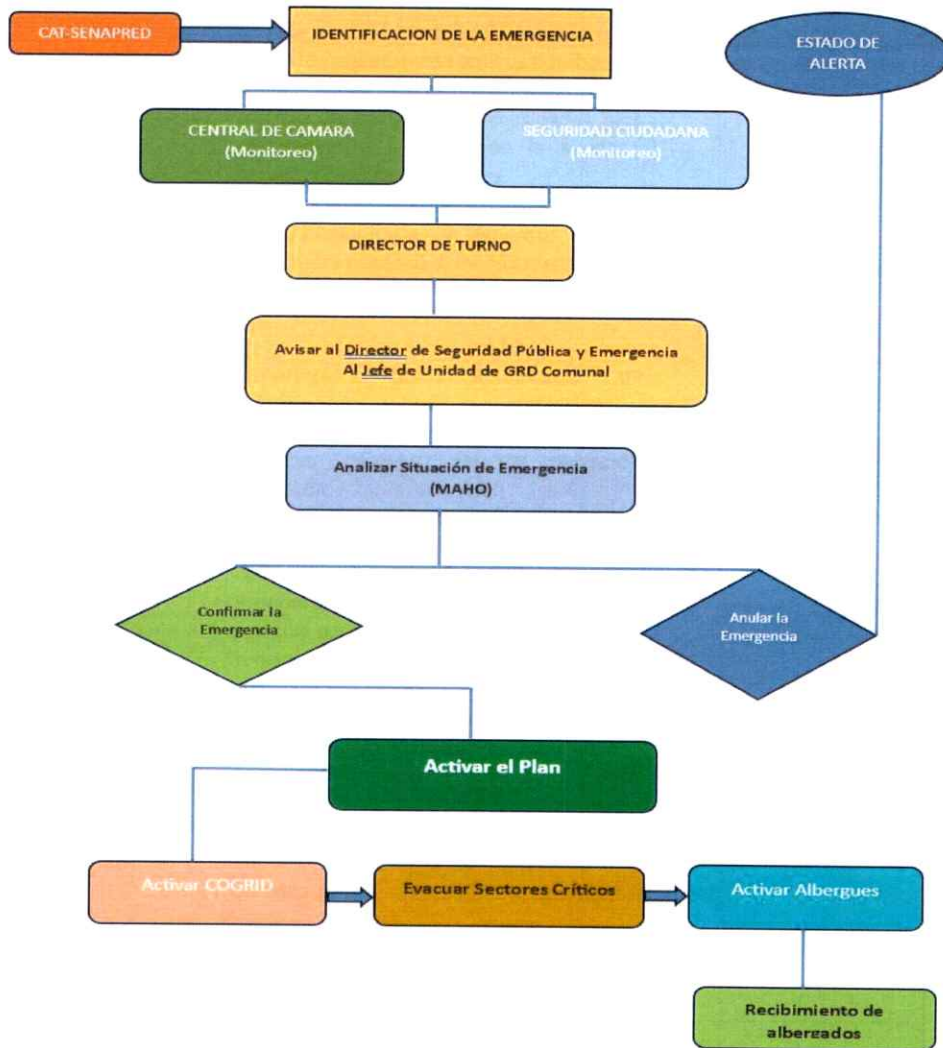 CAT-SENAPRED
IDENTIFICACION DE LA EMERGENCIA
ESTADO DE
ALERTA
CENTRAL DE CAMARA
(Monitoreo)
SEGURIDAD CIUDADANA
(Monitoreo)
DIRECTOR DE TURNO
Avisar al Director de Seguridad Pública y Emergencia
Al Jefe de Unidad de GRD Comunal
Analizar Situación de Emergencia
(MAHO)
Confirmar la
Emergencia
Anular la
Emergencia
Activar el Plan
Activar COGRID
Evacuar Sectores Críticos
Activar Albergues
Recibimiento de
albergados